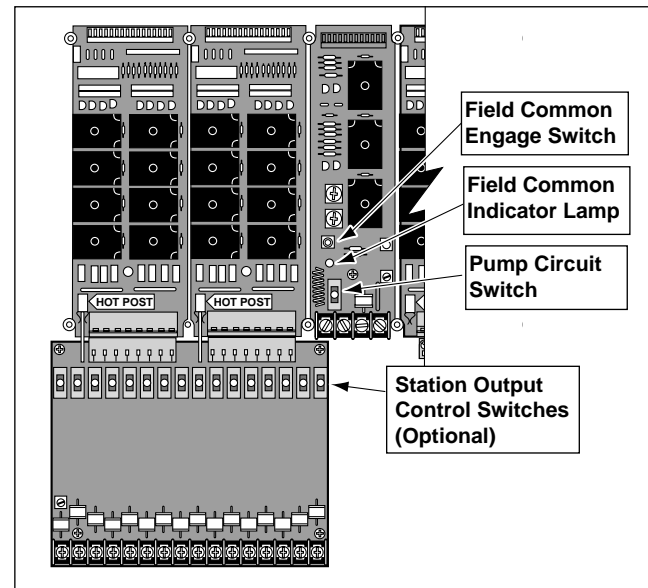 Field Common
Engage Switch
Field Common
Indicator Lamp
Pump Circuit
Switch
HOT POST
HOT POST
Station Output
Control Switches
(Optional)